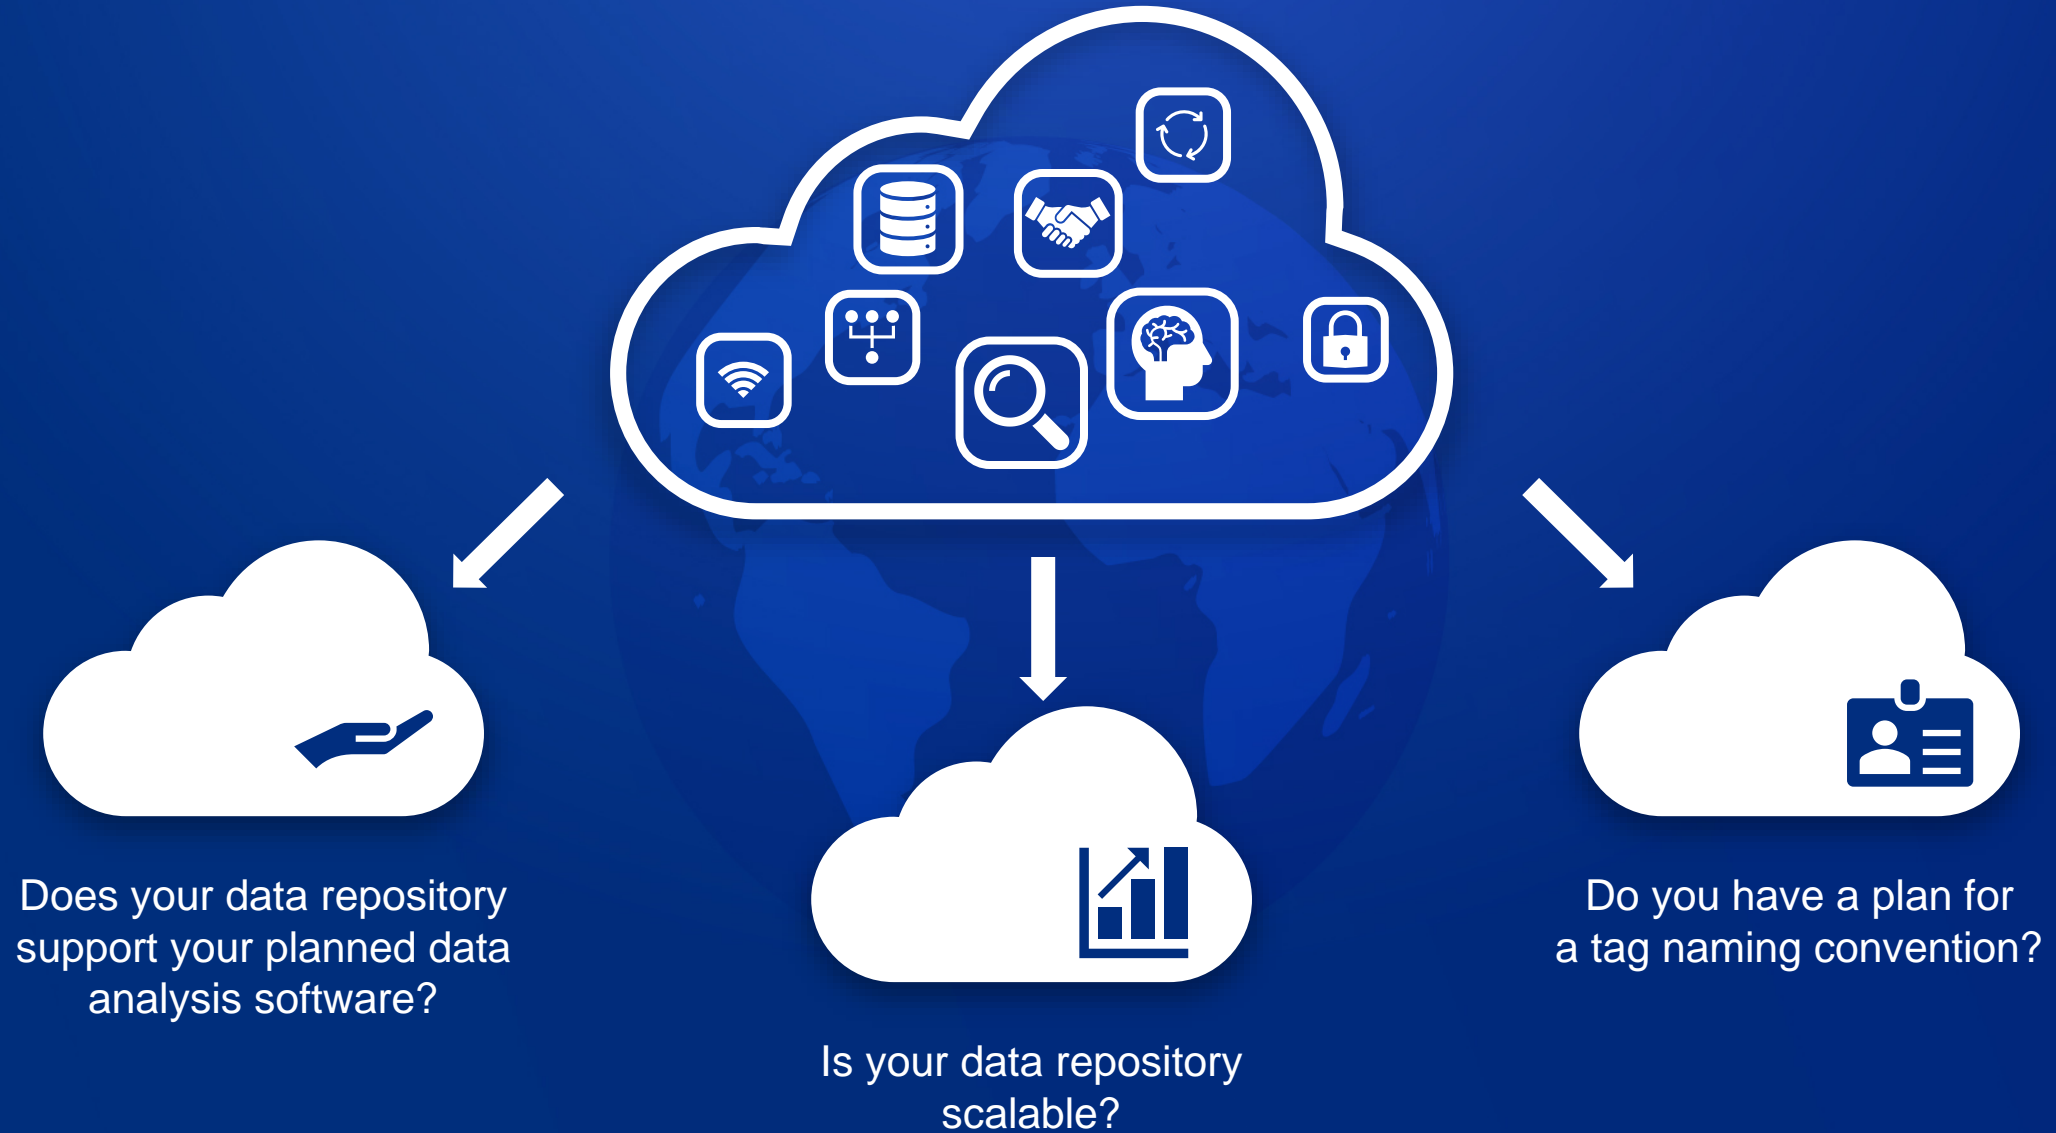 Does your data repository
support your planned data
analysis software?
Is your data repository
scalable?
Do you have a plan for
a tag naming convention?